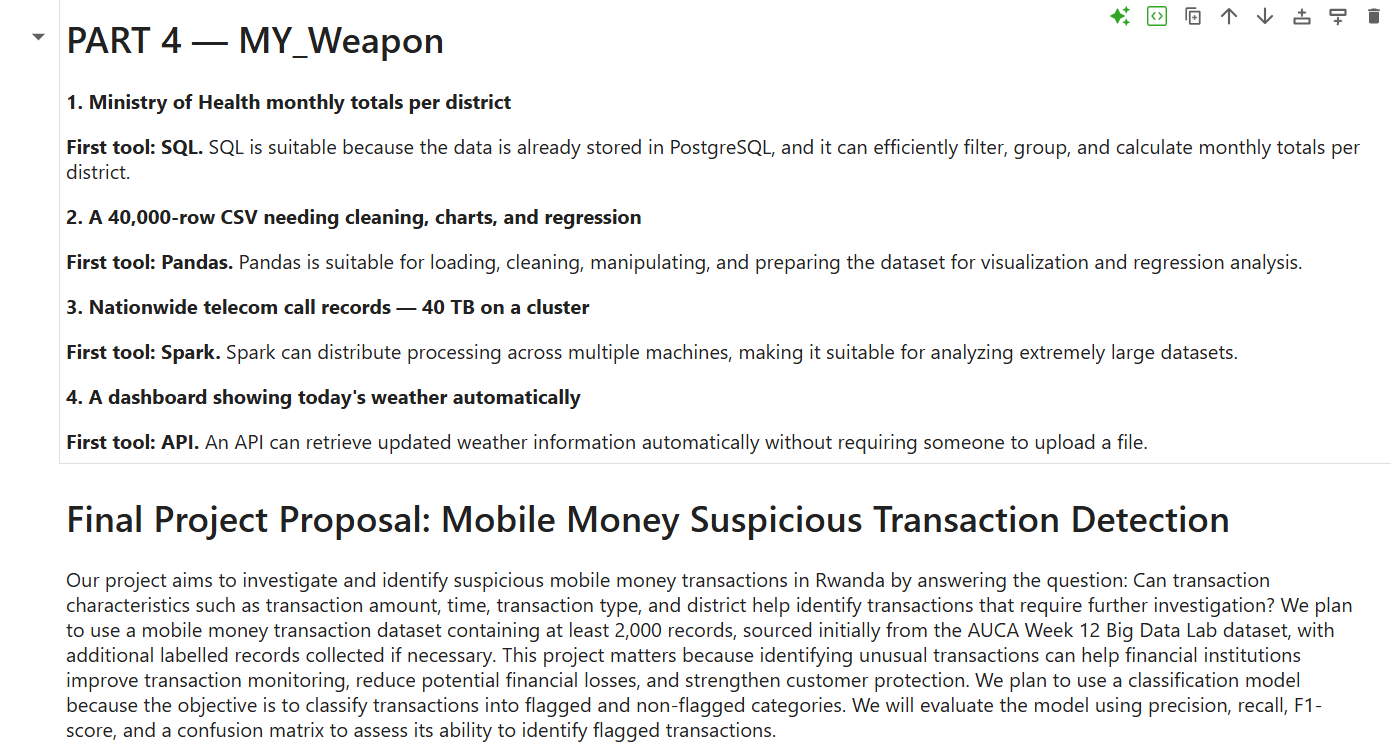 PART 4 — MY_Weapon
1. Ministry of Health monthly totals per district
First tool: SQL. SQL is suitable because the data is already stored in PostgreSQL, and it can efficiently filter, group, and calculate monthly totals per
district.
2. A 40,000-row CSV needing cleaning, charts, and regression
First tool: Pandas. Pandas is suitable for loading, cleaning, manipulating, and preparing the dataset for visualization and regression analysis.
3. Nationwide telecom call records — 40 TB on a cluster
First tool: Spark. Spark can distribute processing across multiple machines, making it suitable for analyzing extremely large datasets.
4. A dashboard showing today's weather automatically
First tool: API. An API can retrieve updated weather information automatically without requiring someone to upload a file.
Final Project Proposal: Mobile Money Suspicious Transaction Detection
Our project aims to investigate and identify suspicious mobile money transactions in Rwanda by answering the question: Can transaction
characteristics such as transaction amount, time, transaction type, and district help identify transactions that require further investigation? We plan
to use a mobile money transaction dataset containing at least 2,000 records, sourced initially from the AUCA Week 12 Big Data Lab dataset, with
additional labelled records collected if necessary. This project matters because identifying unusual transactions can help financial institutions
improve transaction monitoring, reduce potential financial losses, and strengthen customer protection. We plan to use a classification model
because the objective is to classify transactions into flagged and non-flagged categories. We will evaluate the model using precision, recall, F1-
score, and a confusion matrix to assess its ability to identify flagged transactions.